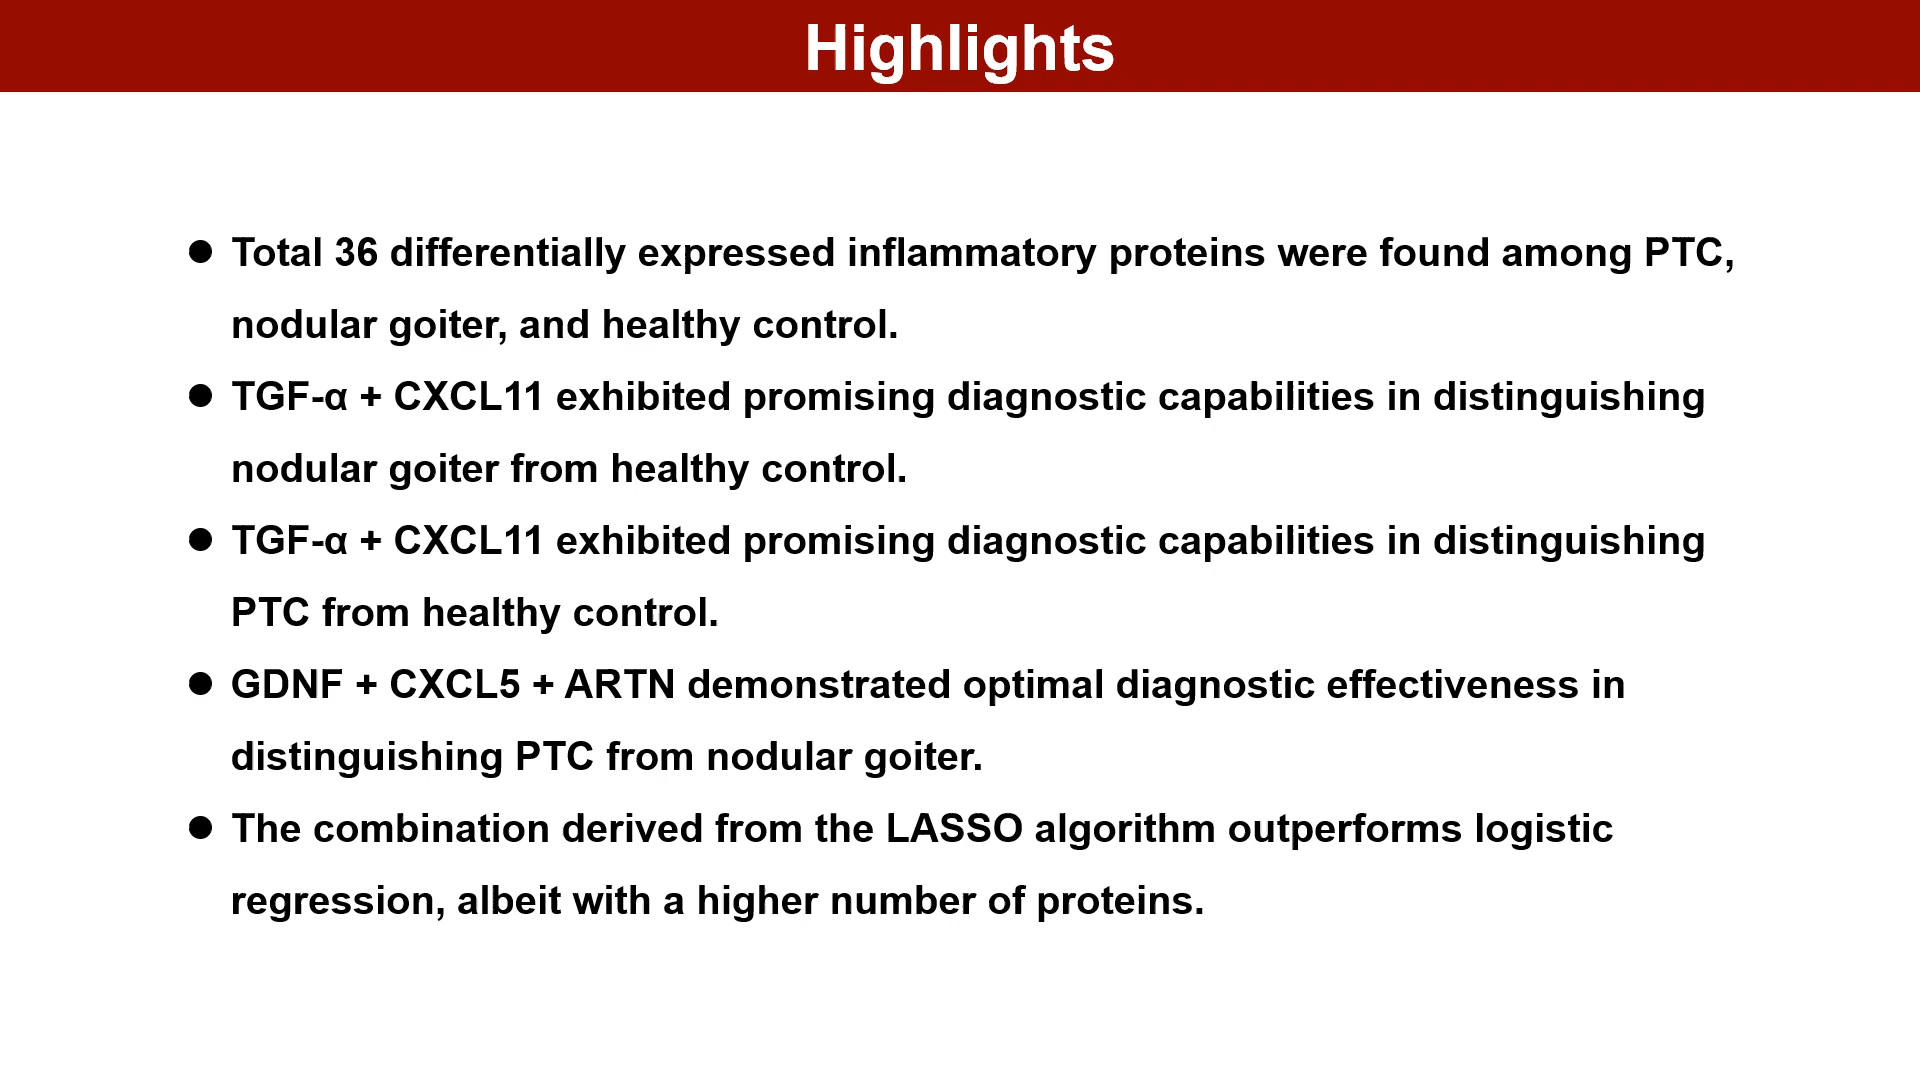 Highlights
● Total 36 differentially expressed inflammatory proteins were found among PTC,
nodular goiter, and healthy control.
● TGF-α + CXCL11 exhibited promising diagnostic capabilities in distinguishing
nodular goiter from healthy control.
● TGF-α + CXCL11 exhibited promising diagnostic capabilities in distinguishing
PTC from healthy control.
● GDNF + CXCL5 + ARTN demonstrated optimal diagnostic effectiveness in
distinguishing PTC from nodular goiter.
● The combination derived from the LASSO algorithm outperforms logistic
regression, albeit with a higher number of proteins.